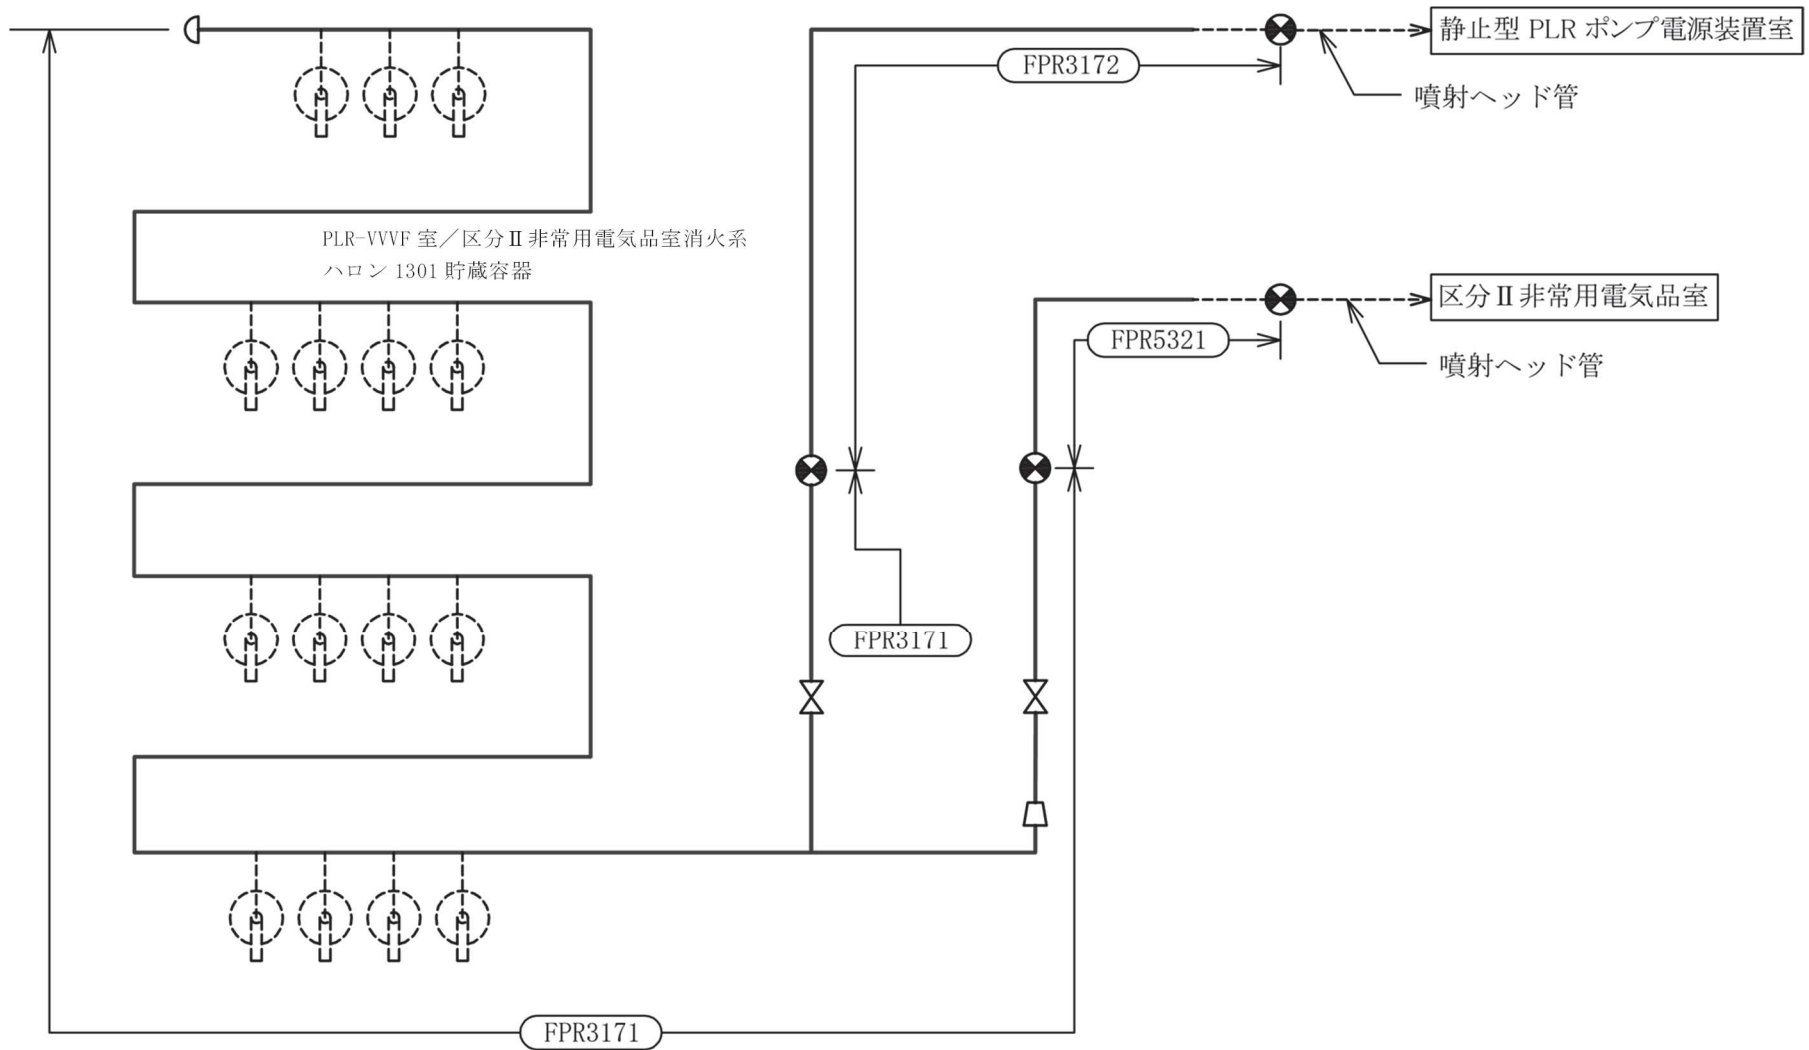 静止型 PLR ポンプ電源装置室
FPR3172
噴射ヘッド管
PLR-VVVF 室／区分Ⅱ非常用電気品室消火系
ハロン 1301 貯蔵容器
区分Ⅱ非常用電気品室
FPR5321
噴射ヘッド管
FPR3171
FPR3171